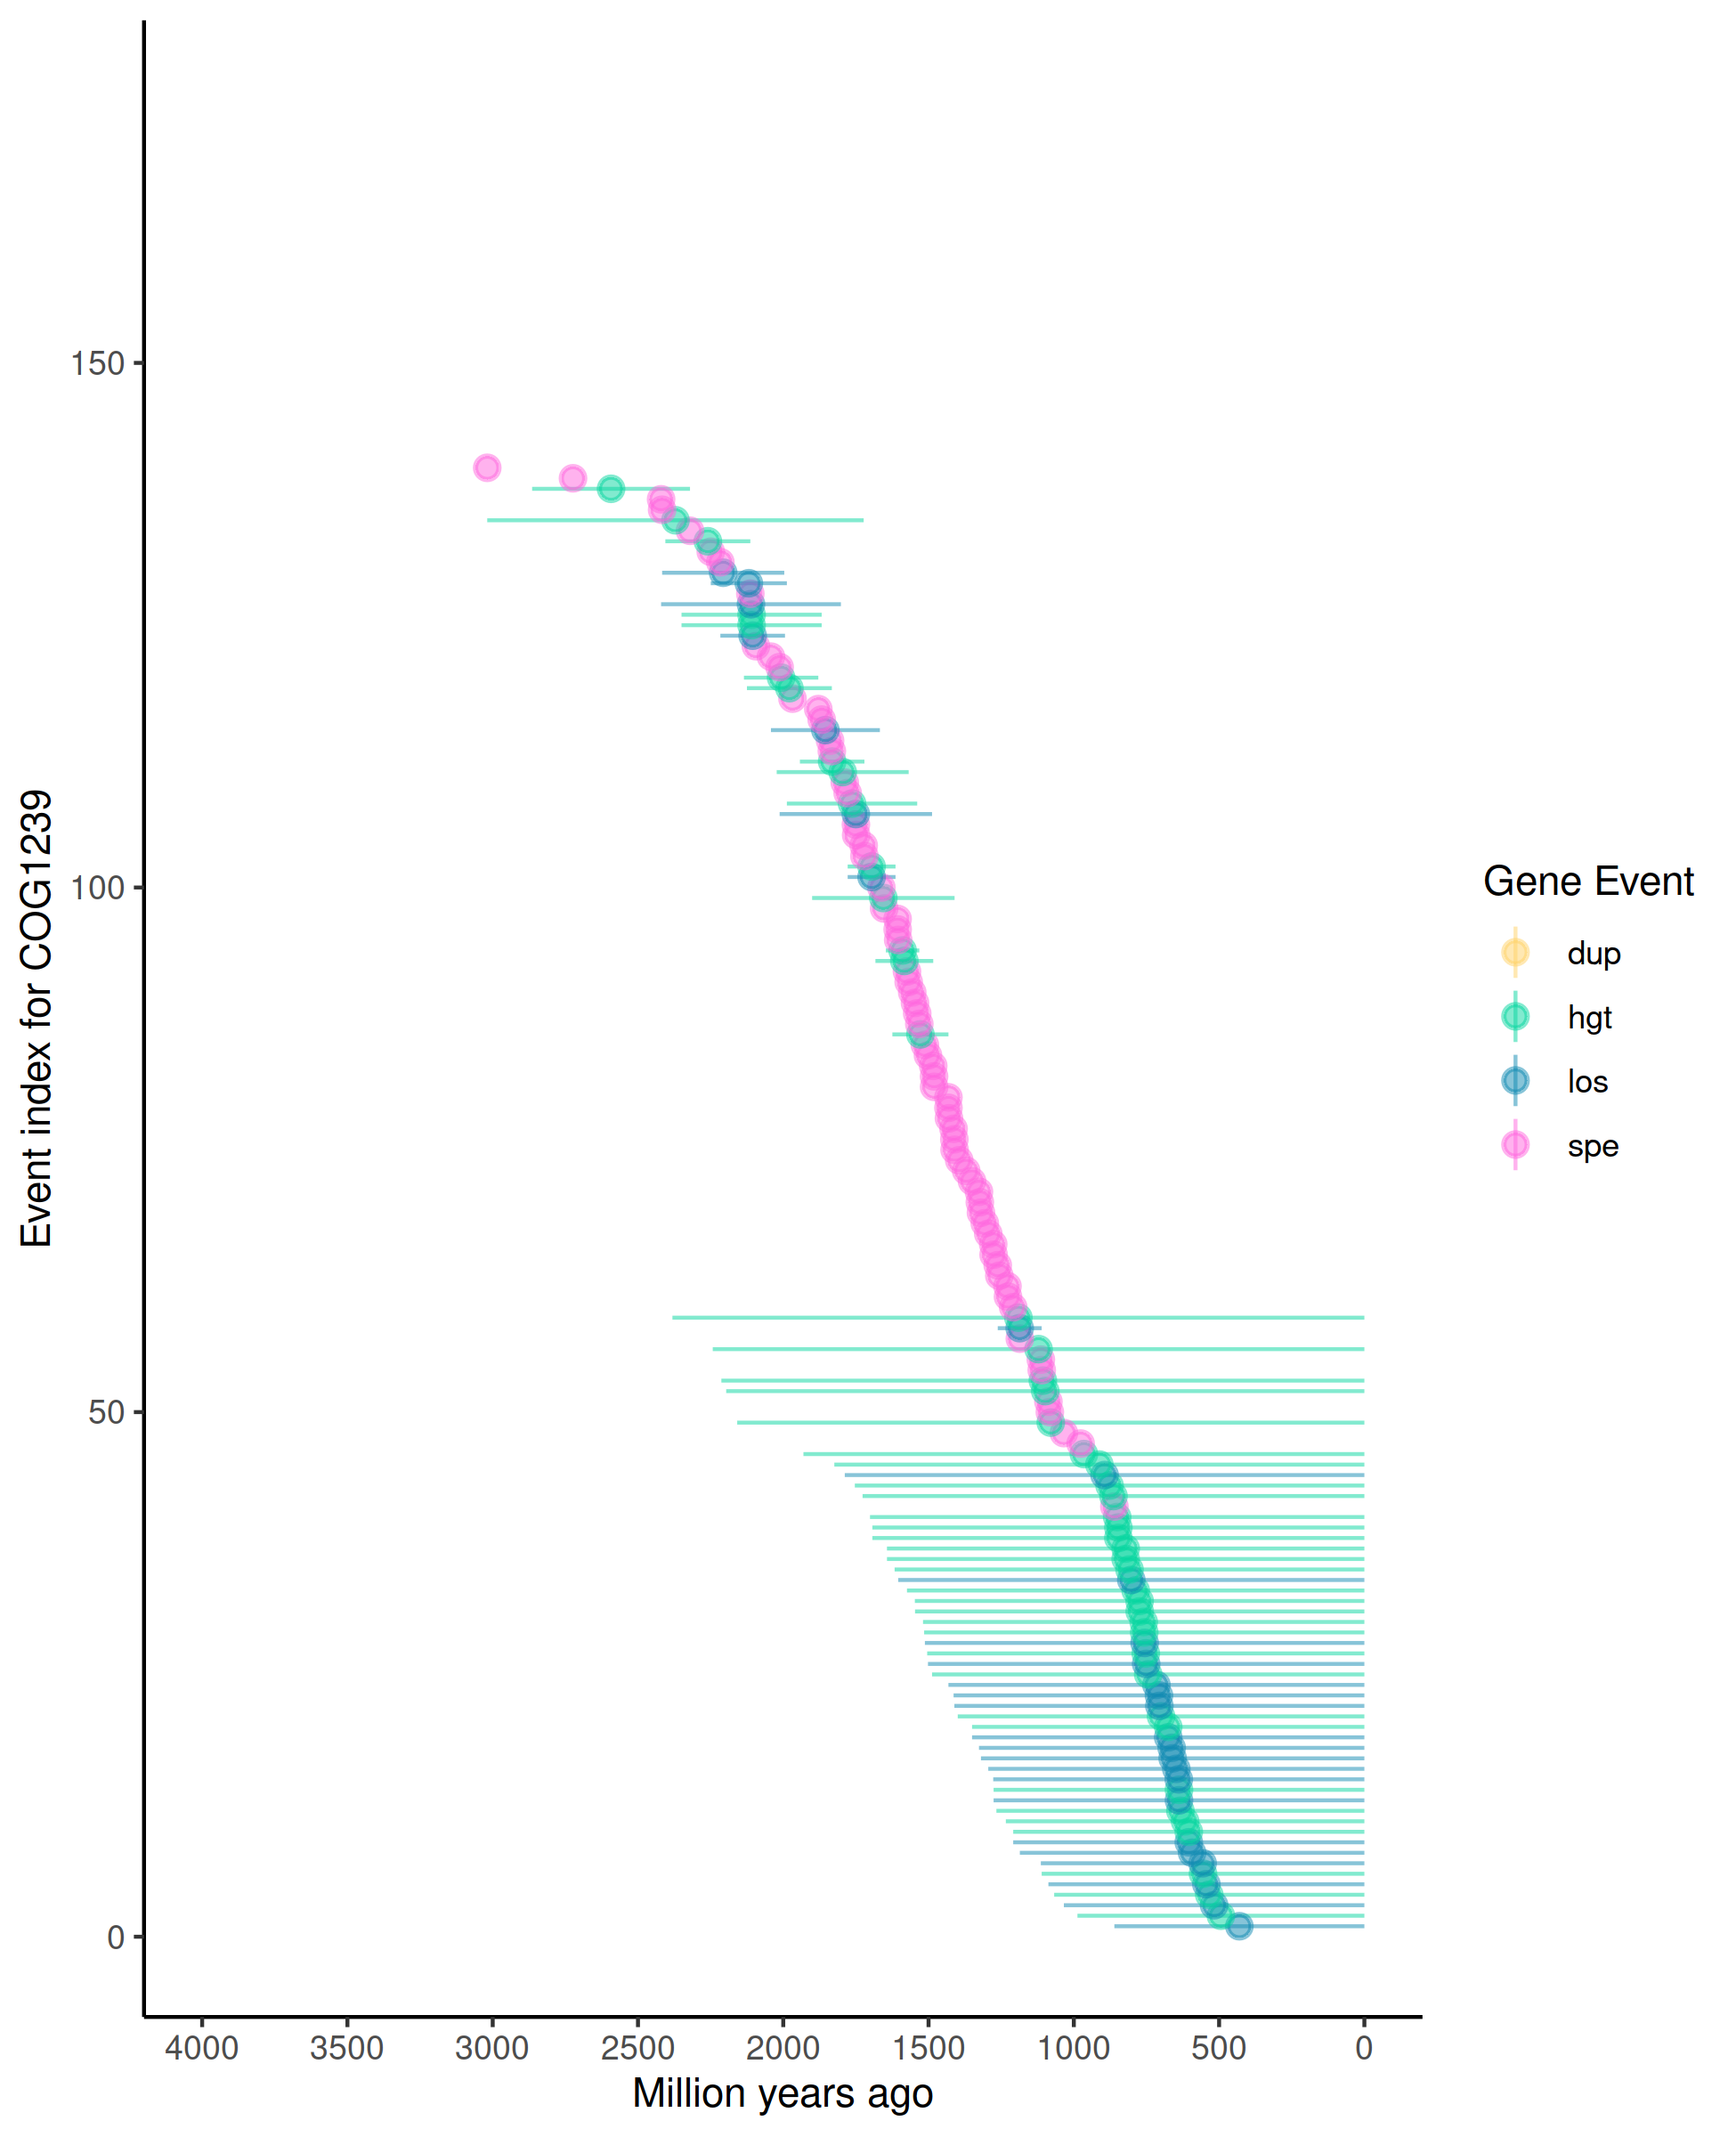 150
100
50
0
Event index for COG1239
4000 3500 3000 2500 2000 1500 1000 500 0
Million years ago
Gene Event
dup
hgt
los
spe